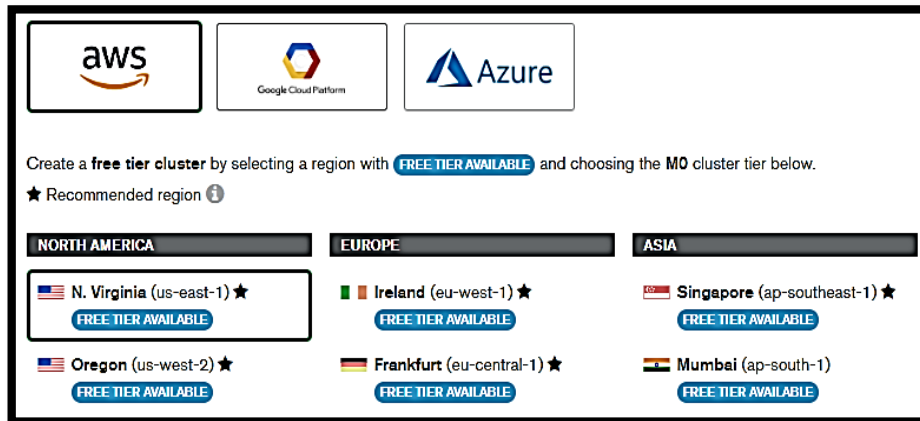 aws
Google Cloud Platform
Azure
Create a free tier cluster by selecting a region with FREE TIER AVAILABLE and choosing the M0 cluster tier below.
★ Recommended region i
NORTH AMERICA
N. Virginia (us-east-1) ★
FREE TIER AVAILABLE
Oregon (us-west-2) ★
FREE TIER AVAILABLE
EUROPE
Ireland (eu-west-1) ★
FREE TIER AVAILABLE
Frankfurt (eu-central-1) ★
FREE TIER AVAILABLE
ASIA
Singapore (ap-southeast-1) ★
FREE TIER AVAILABLE
Mumbai (ap-south-1)
FREE TIER AVAILABLE